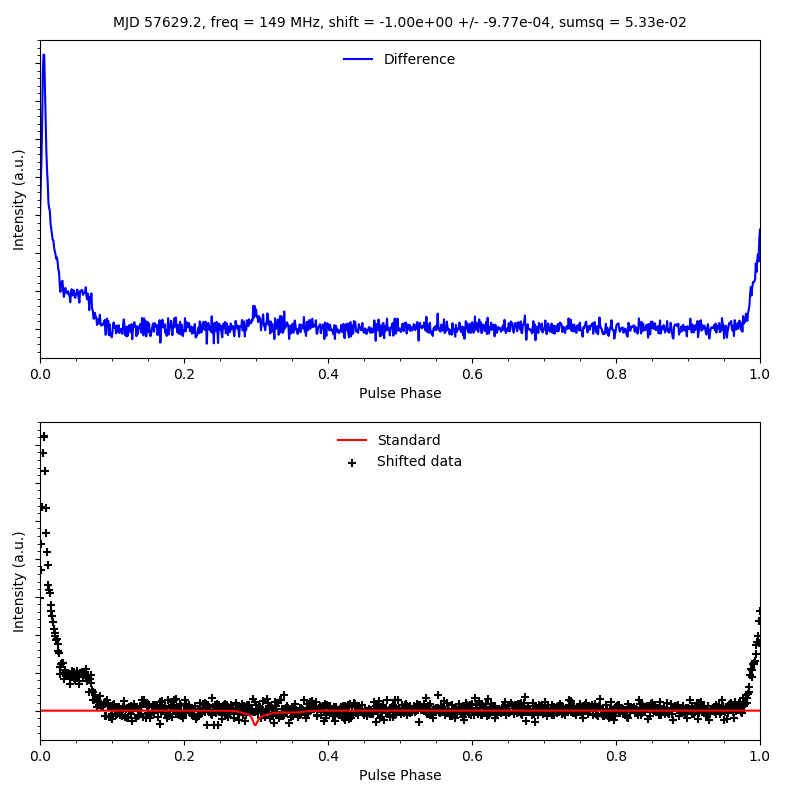 MJD 57629.2, freq = 149 MHz, shift = -1.00e+00 +/- -9.77e-04, sumsq = 5.33e-02
Difference
Intensity (a.u.)
0.0 0.2 0.4 0.6 0.8 1.0
Pulse Phase
Standard
Shifted data
Intensity (a.u.)
0.0 0.2 0.4 0.6 0.8 1.0
Pulse Phase